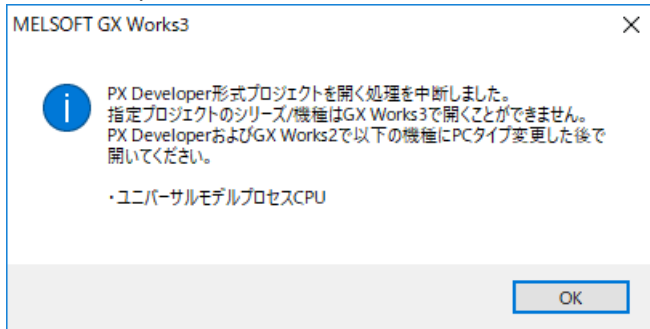 MELSOFT GX Works3
PX Developer形式プロジェクトを開く処理を中断しました。
指定プロジェクトのシリーズ/機種はGX Works3で開くことができません。
PX DeveloperおよびGX Works2で以下の機種にPCタイプ変更した後で
開いてください。
・ユニバーサルモデルプロセスCPU
OK